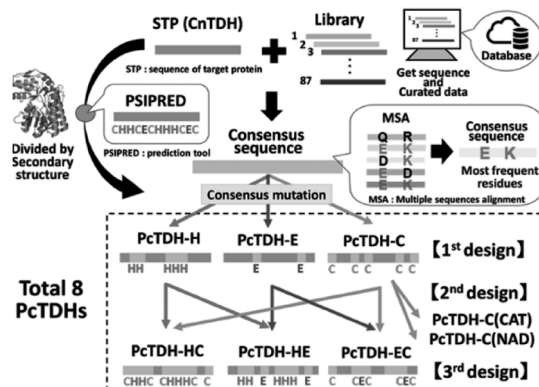 STP (CnTDH)
STP : sequence of target protein
Library
1
2
3
87
Database
Get sequence
and
Curated data
PSIPRED
CHHCECHHHCEC
PSIPRED : prediction tool
Divided by
Secondary
structure
Consensus
sequence
MSA
Q R
E K
D K
E D
E K
Consensus
sequence
E K
Most frequent
residues
MSA : Multiple sequences alignment
Consensus mutation
Total 8
PcTDHs
PcTDH-H
HH HHH
PcTDH-E
E E
PcTDH-C
C C C C C
【1st design】
【2nd design】
PcTDH-C(CAT)
PcTDH-C(NAD)
【3rd design】
PcTDH-HC
CHHC CHHHC C
PcTDH-HE
HH E HHH E
PcTDH-EC
C CEC CEC